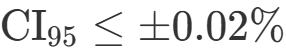 CI₉₅ ≤ ±0.02%